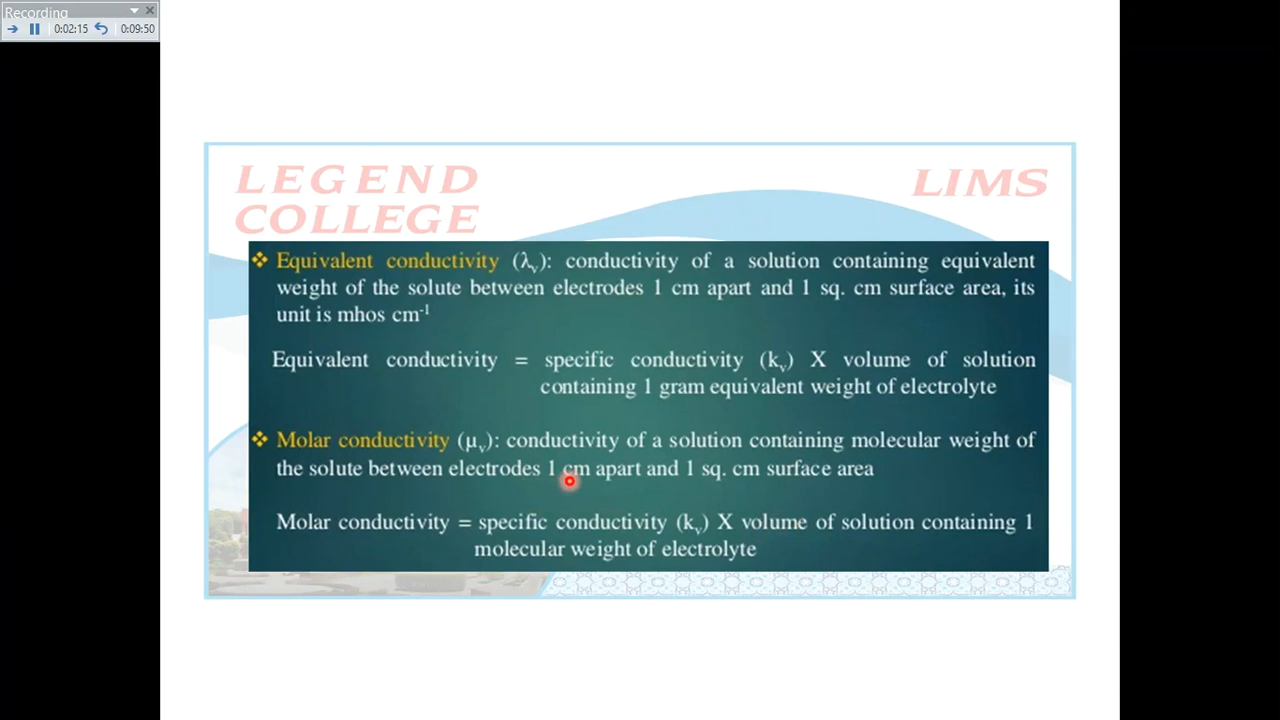 Recording
0:02:15 0:09:50
LEGEND LIMS
COLLEGE
❖ Equivalent conductivity (λᵥ): conductivity of a solution containing equivalent
weight of the solute between electrodes 1 cm apart and 1 sq. cm surface area, its
unit is mhos cm⁻¹
Equivalent conductivity = specific conductivity (kᵥ) X volume of solution
containing 1 gram equivalent weight of electrolyte
❖ Molar conductivity (μᵥ): conductivity of a solution containing molecular weight of
the solute between electrodes 1 cm apart and 1 sq. cm surface area
Molar conductivity = specific conductivity (kᵥ) X volume of solution containing 1
molecular weight of electrolyte